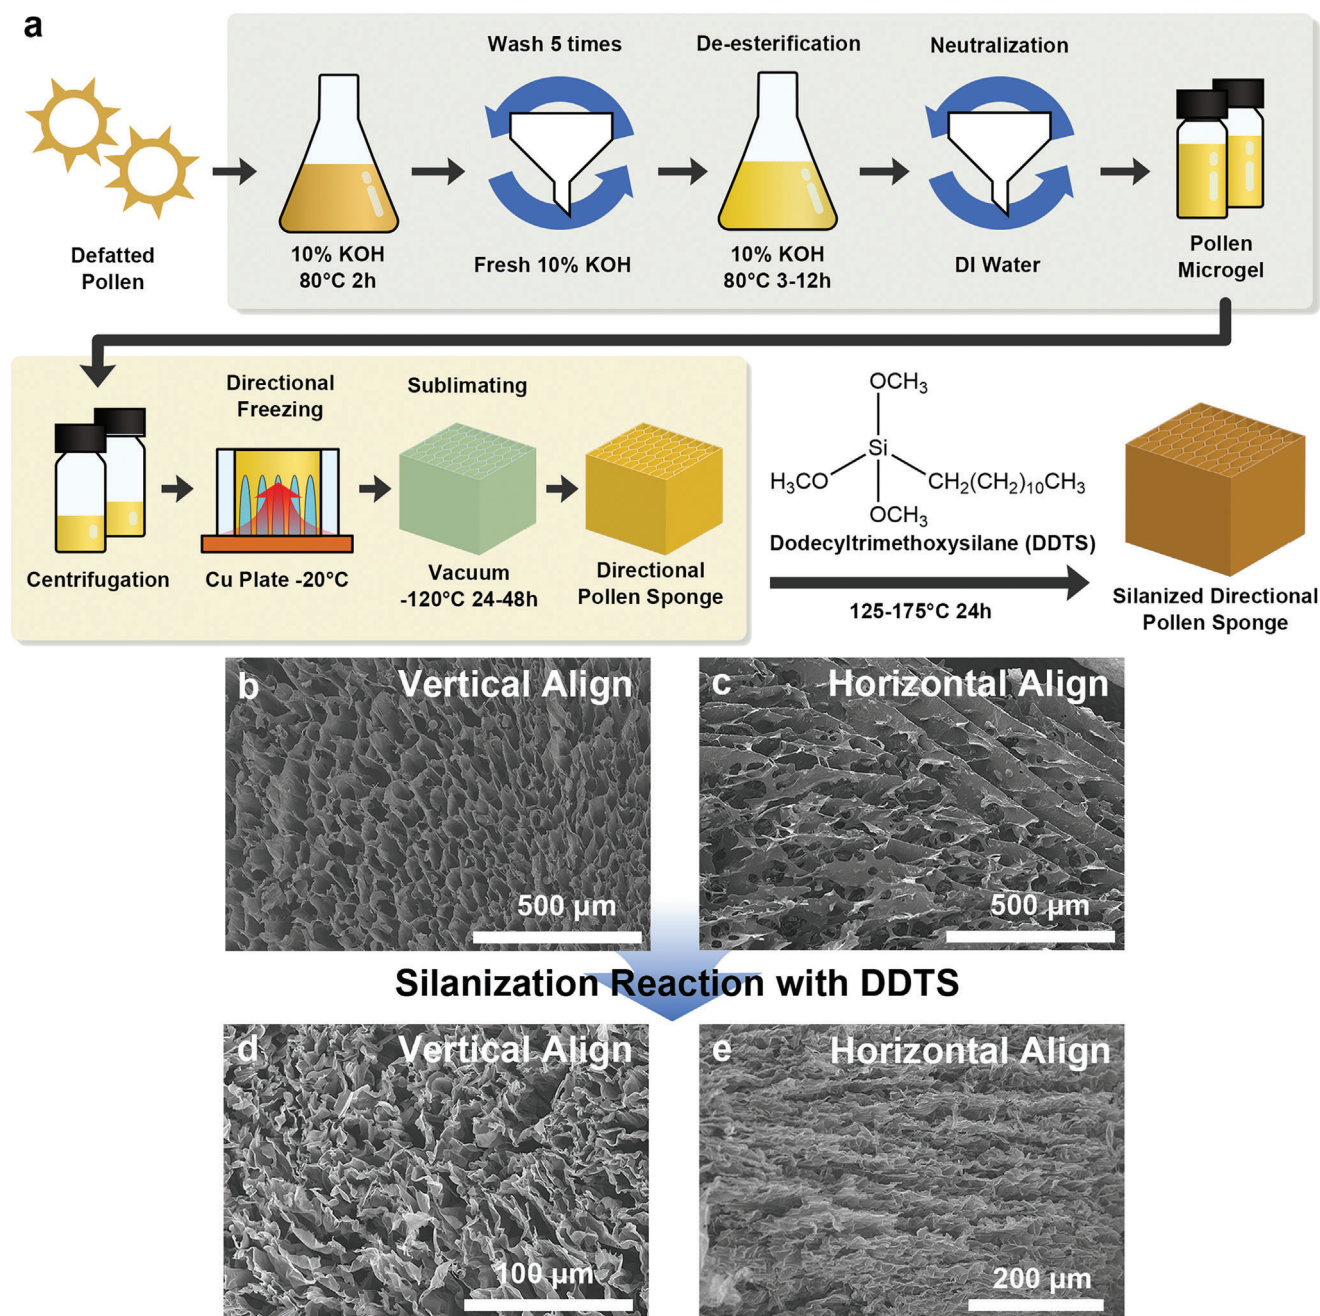 a
Wash 5 times
De-esterification
Neutralization
Defatted
Pollen
10% KOH
80°C 2h
Fresh 10% KOH
10% KOH
80°C 3-12h
DI Water
Pollen
Microgel
Directional
Freezing
Sublimating
Centrifugation
Cu Plate -20°C
Vacuum
-120°C 24-48h
Directional
Pollen Sponge
OCH₃
Si
H₃CO
CH₂(CH₂)₁₀CH₃
OCH₃
Dodecyltrimethoxysilane (DDTS)
125-175°C 24h
Silanized Directional
Pollen Sponge
b
Vertical Align
500 µm
c
Horizontal Align
500 µm
Silanization Reaction with DDTS
d
Vertical Align
100 µm
e
Horizontal Align
200 µm